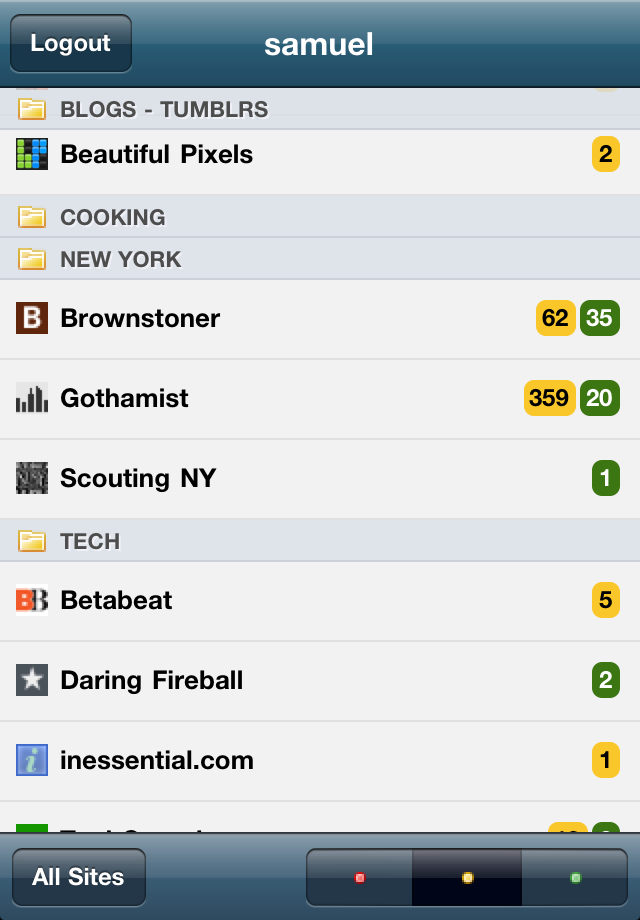 Logout
samuel
BLOGS - TUMBLRS
Beautiful Pixels 2
COOKING
NEW YORK
B Brownstoner 62 35
Gothamist 359 20
Scouting NY 1
TECH
BB Betabeat 5
Daring Fireball 2
i inessential.com 1
All Sites